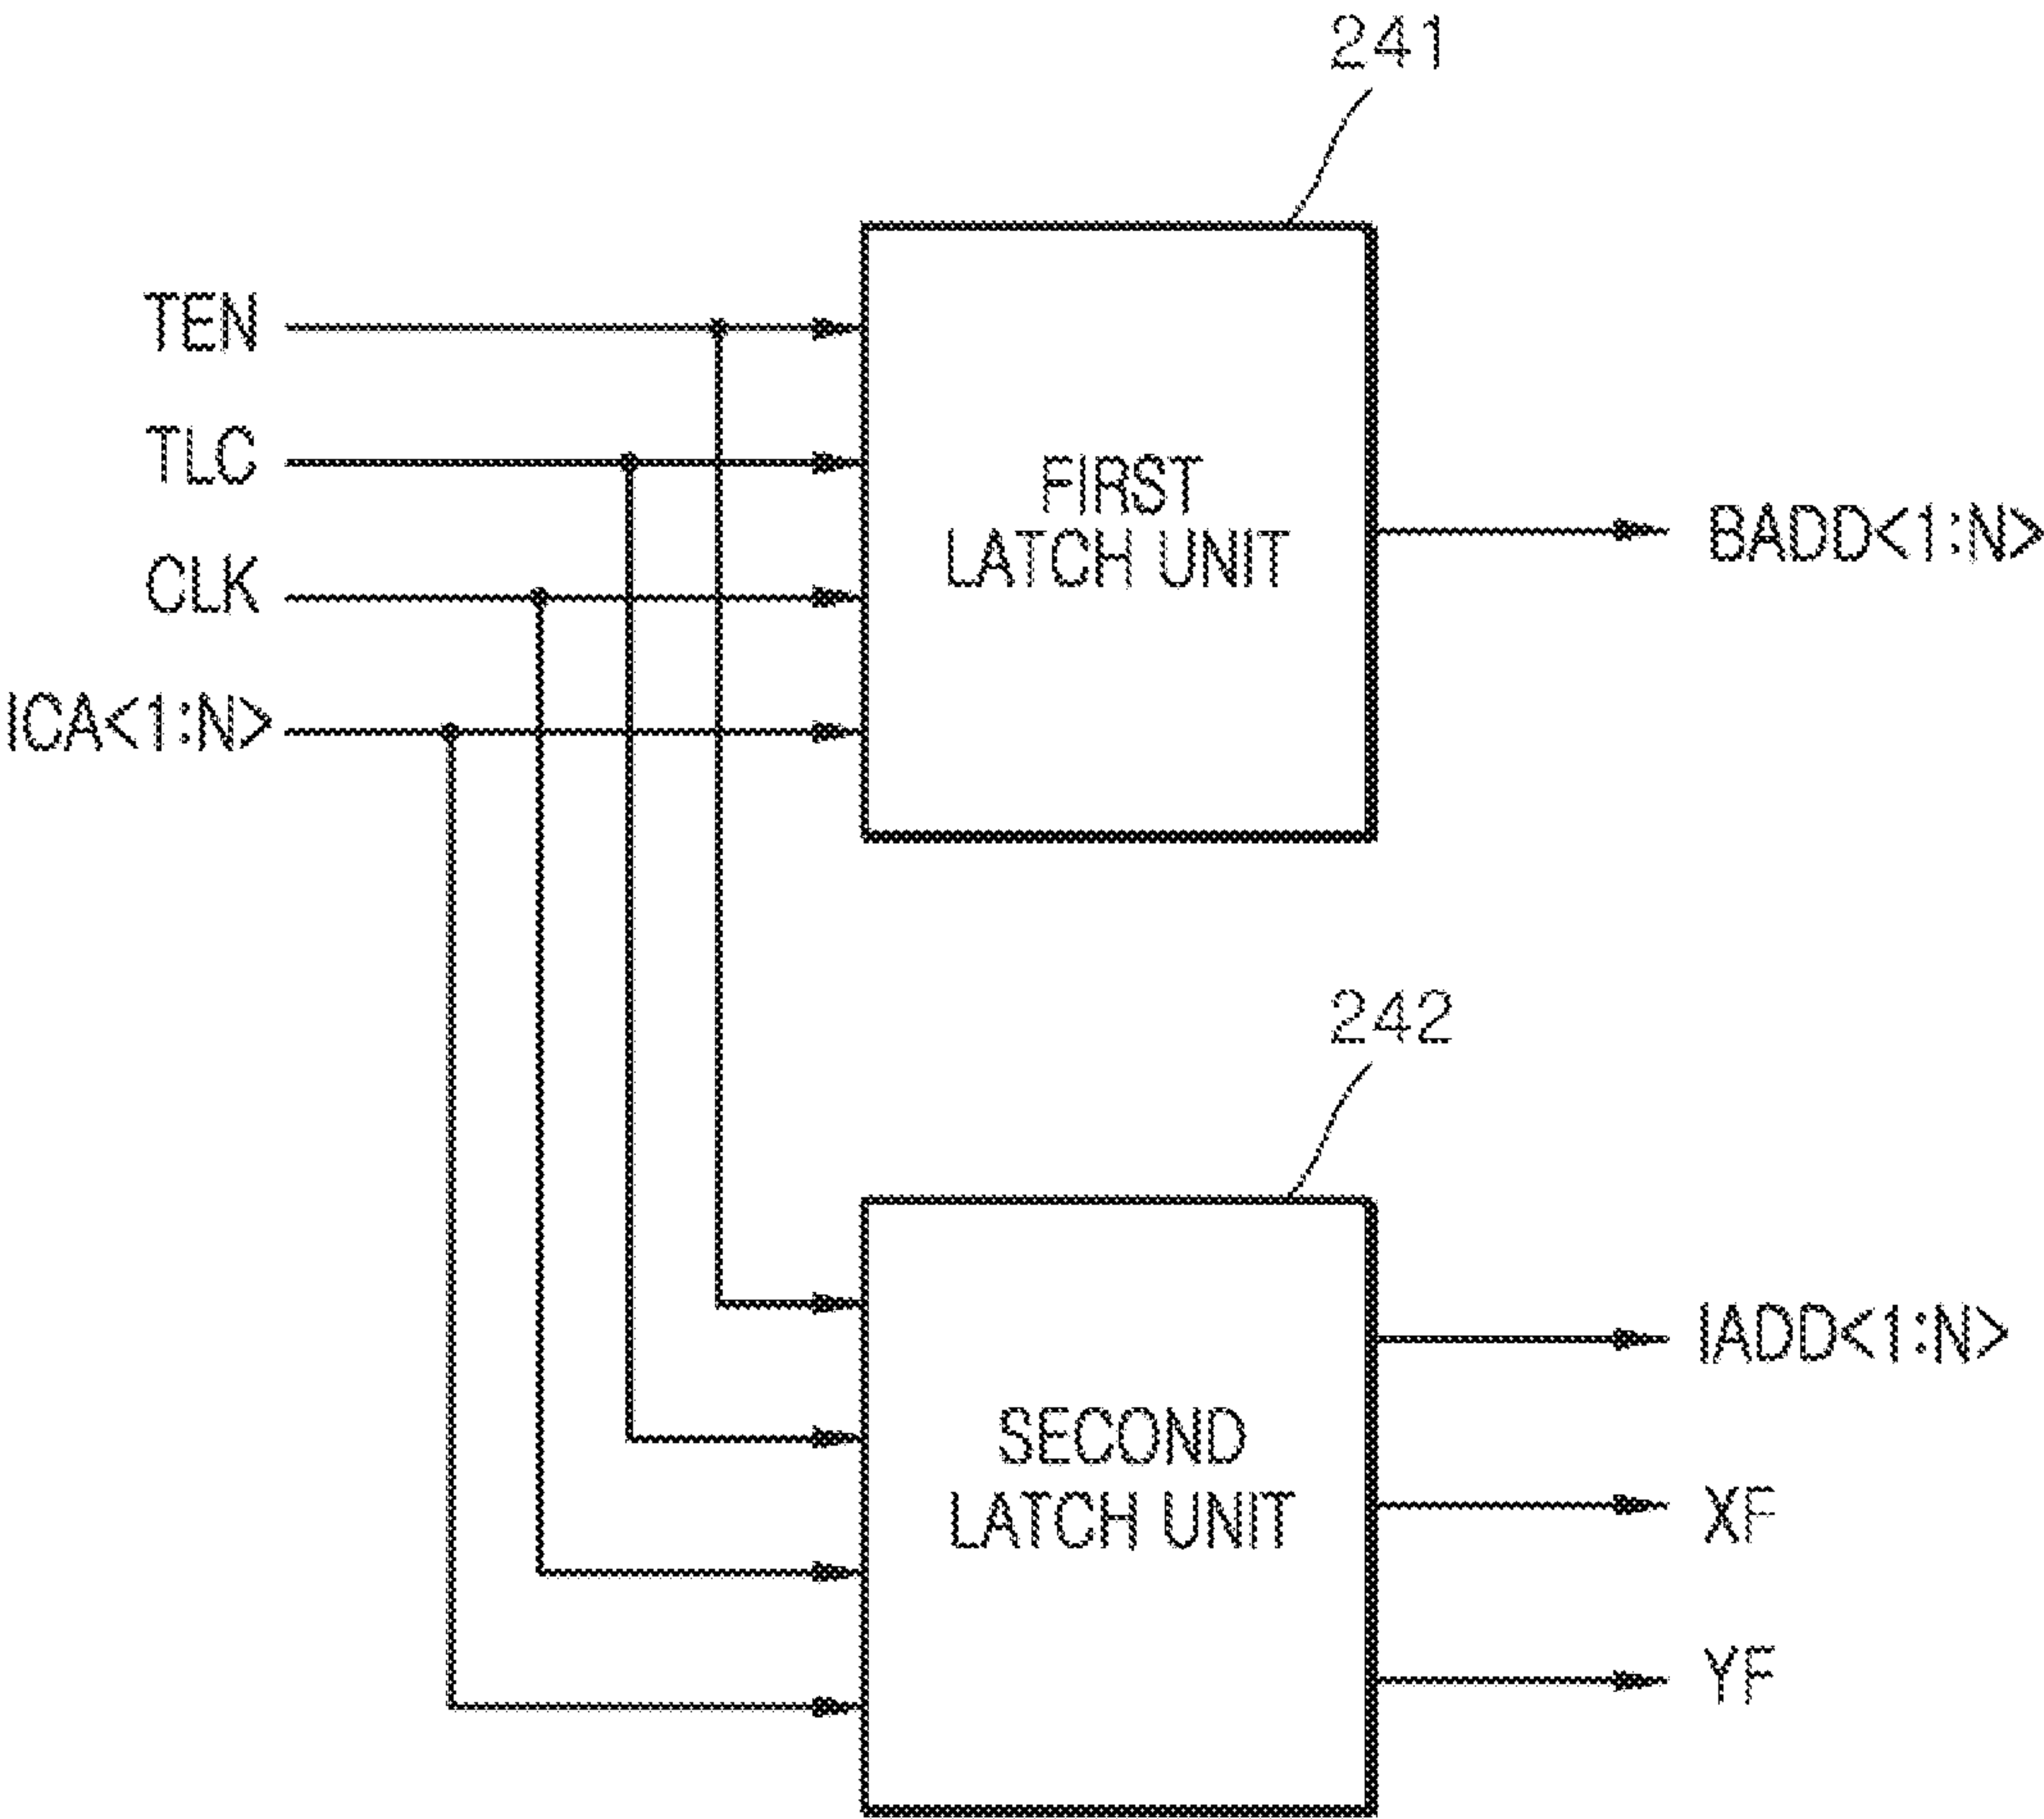 241
TEN
TLC
CLK
ICA<1:N>
FIRST
LATCH UNIT
BADD<1:N>
242
SECOND
LATCH UNIT
IADD<1:N>
XF
YF